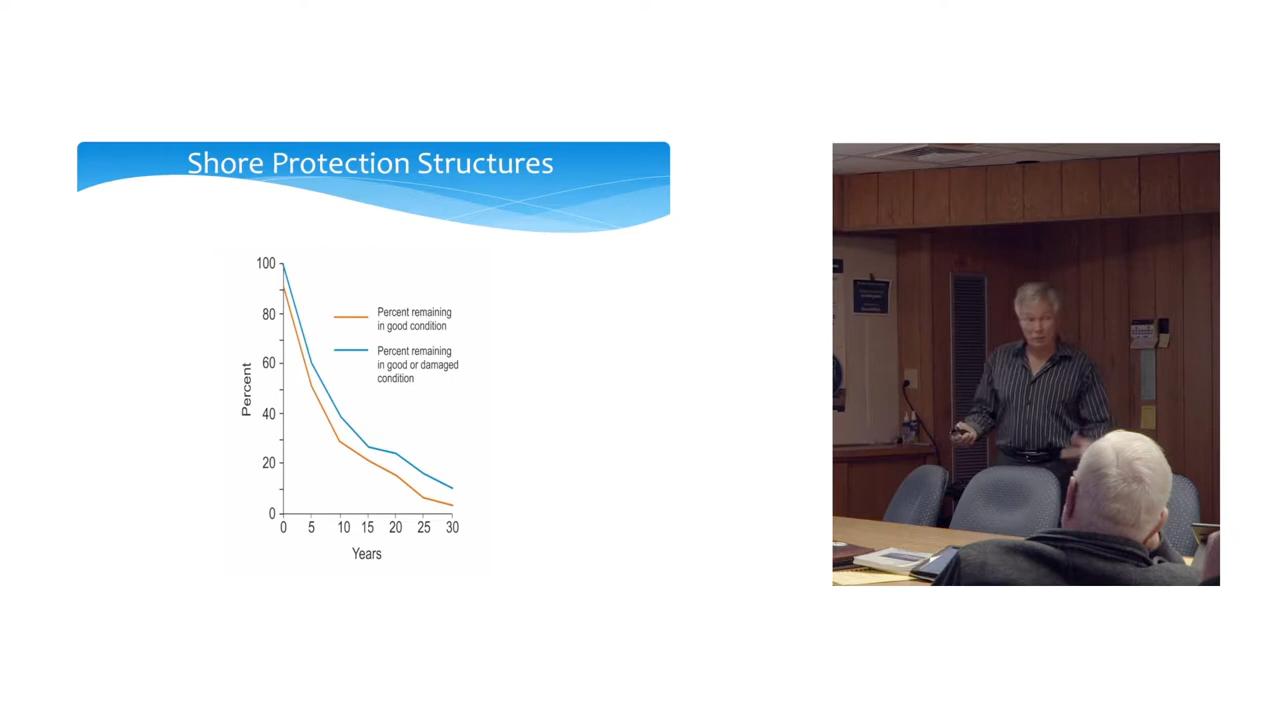 Shore Protection Structures
100
80
60
40
20
0
Percent
0 5 10 15 20 25 30
Years
Percent remaining
in good condition
Percent remaining
in good or damaged
condition